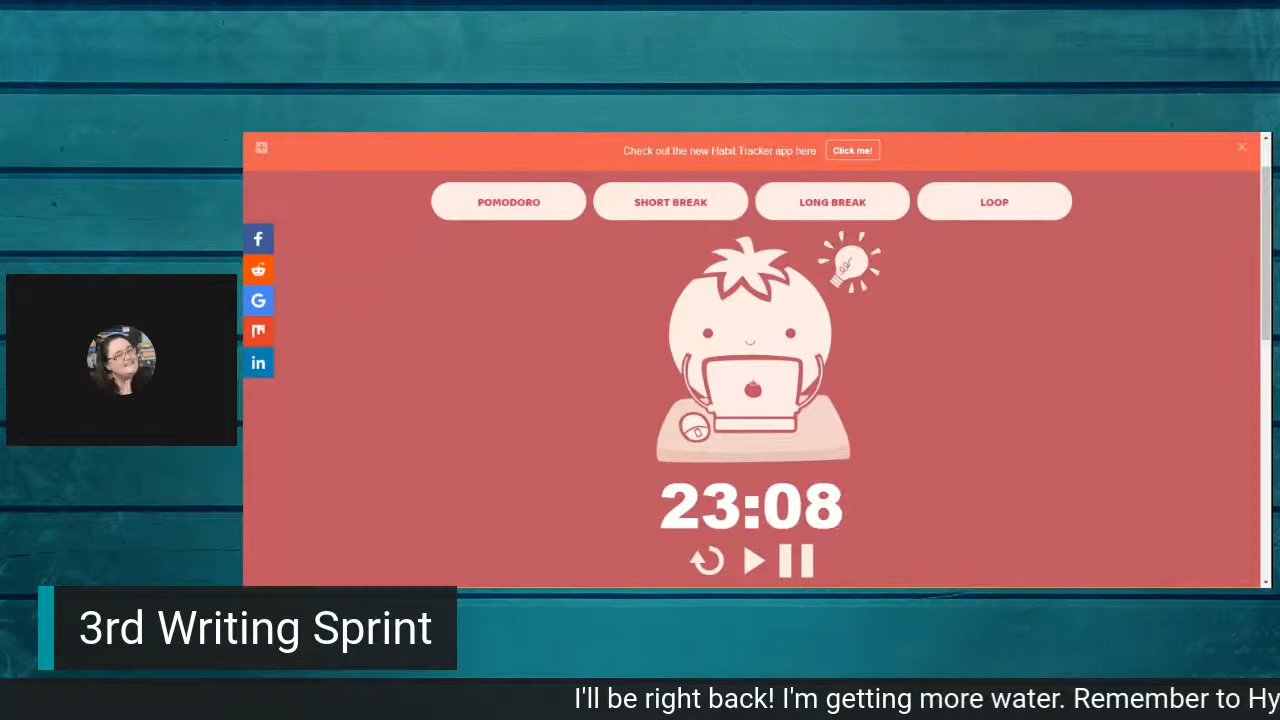 Check out the new Habit Tracker app here Click me!
POMODORO SHORT BREAK LONG BREAK LOOP
23:08
3rd Writing Sprint
I'll be right back! I'm getting more water. Remember to Hy